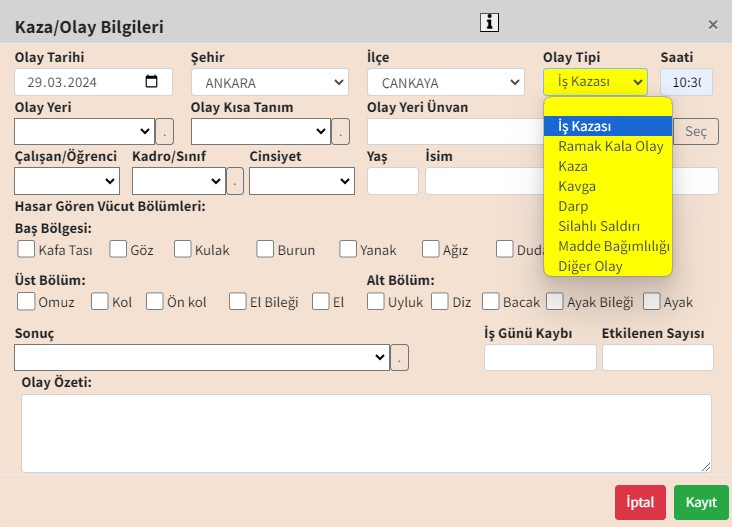 Kaza/Olay Bilgileri
Olay Tarihi Şehir İlçe Olay Tipi Saati
29.03.2024 ANKARA ÇANKAYA İş Kazası 10:30
Olay Yeri Olay Kısa Tanım Olay Yeri Ünvan
. . Seç
İş Kazası
Ramak Kala Olay
Kaza
Kavga
Darp
Silahlı Saldırı
Madde Bağımlılığı
Diğer Olay
Çalışan/Öğrenci Kadro/Sınıf Cinsiyet Yaş İsim
.
Hasar Gören Vücut Bölümleri:
Baş Bölgesi:
Kafa Tası Göz Kulak Burun Yanak Ağız
Üst Bölüm: Alt Bölüm:
Omuz Kol Ön kol El Bileği El Uyluk Diz Bacak Ayak Bileği Ayak
Sonuç İş Günü Kaybı Etkilenen Sayısı
.
Olay Özeti:
İptal Kayıt